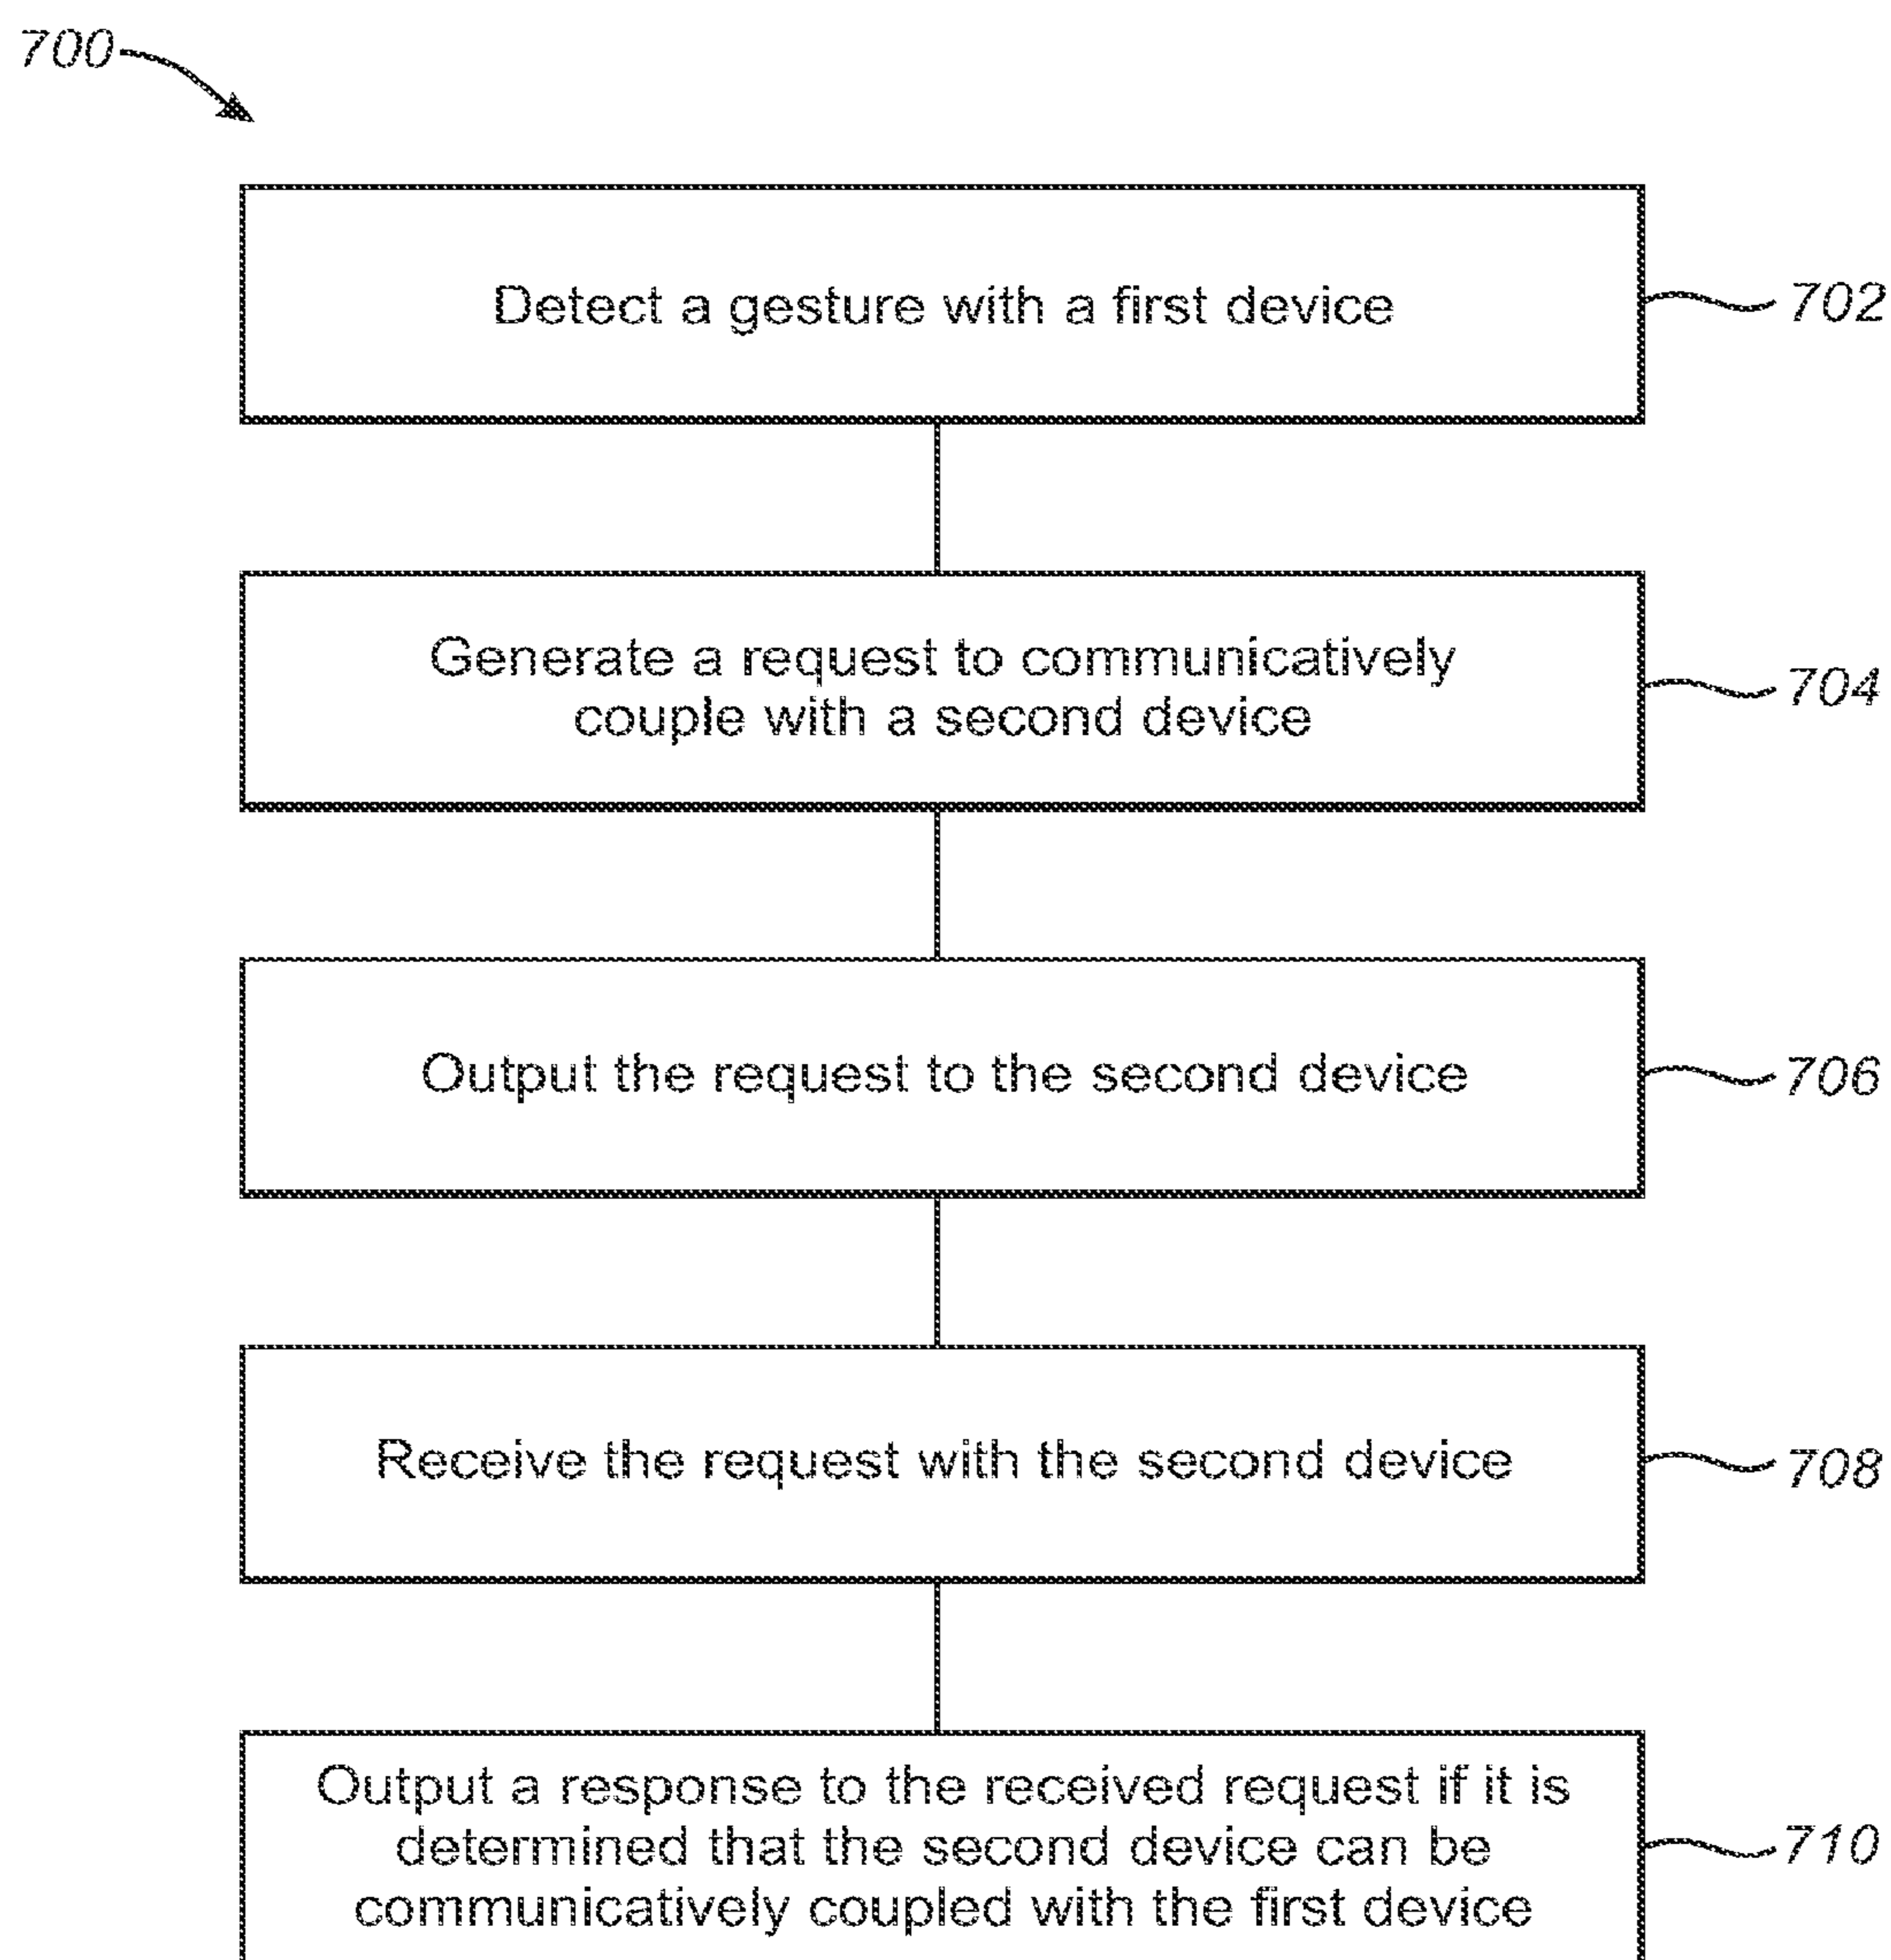 700
Detect a gesture with a first device
702
Generate a request to communicatively
couple with a second device
704
Output the request to the second device
706
Receive the request with the second device
708
Output a response to the received request if it is
determined that the second device can be
communicatively coupled with the first device
710